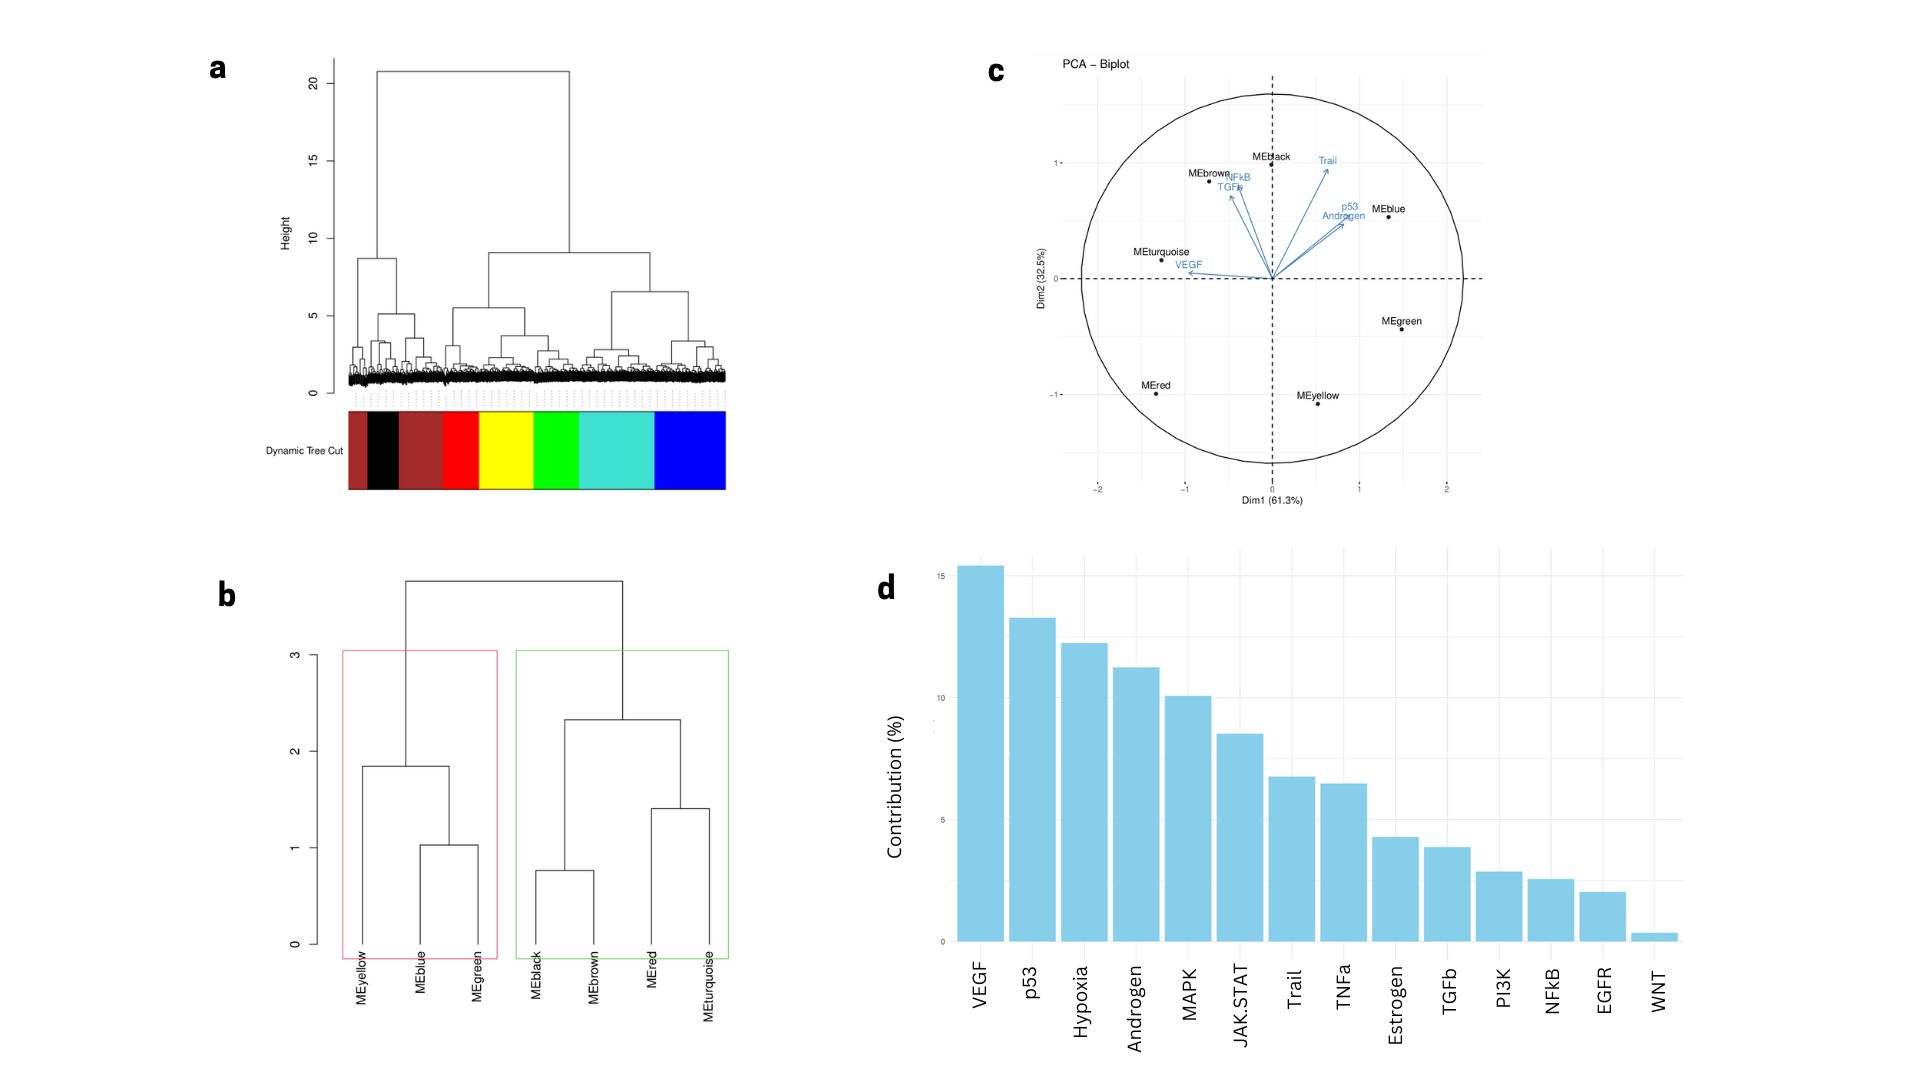 a
20
15
10
5
0
Height
Dynamic Tree Cut
c
PCA – Biplot
MEblack
Trail
MEbrown
NFkB
TGFb
p53
Androgen
MEblue
MEturquoise
VEGF
MEgreen
MEred
MEyellow
1
0
−1
Dim2 (32.5%)
−2
−1
0
1
2
Dim1 (61.3%)
b
3
2
1
0
MEyellow
MEblue
MEgreen
MEblack
MEbrown
MEred
MEturquoise
d
15
10
5
0
Contribution (%)
VEGF
p53
Hypoxia
Androgen
MAPK
JAK.STAT
Trail
TNFa
Estrogen
TGFb
PI3K
NFkB
EGFR
WNT